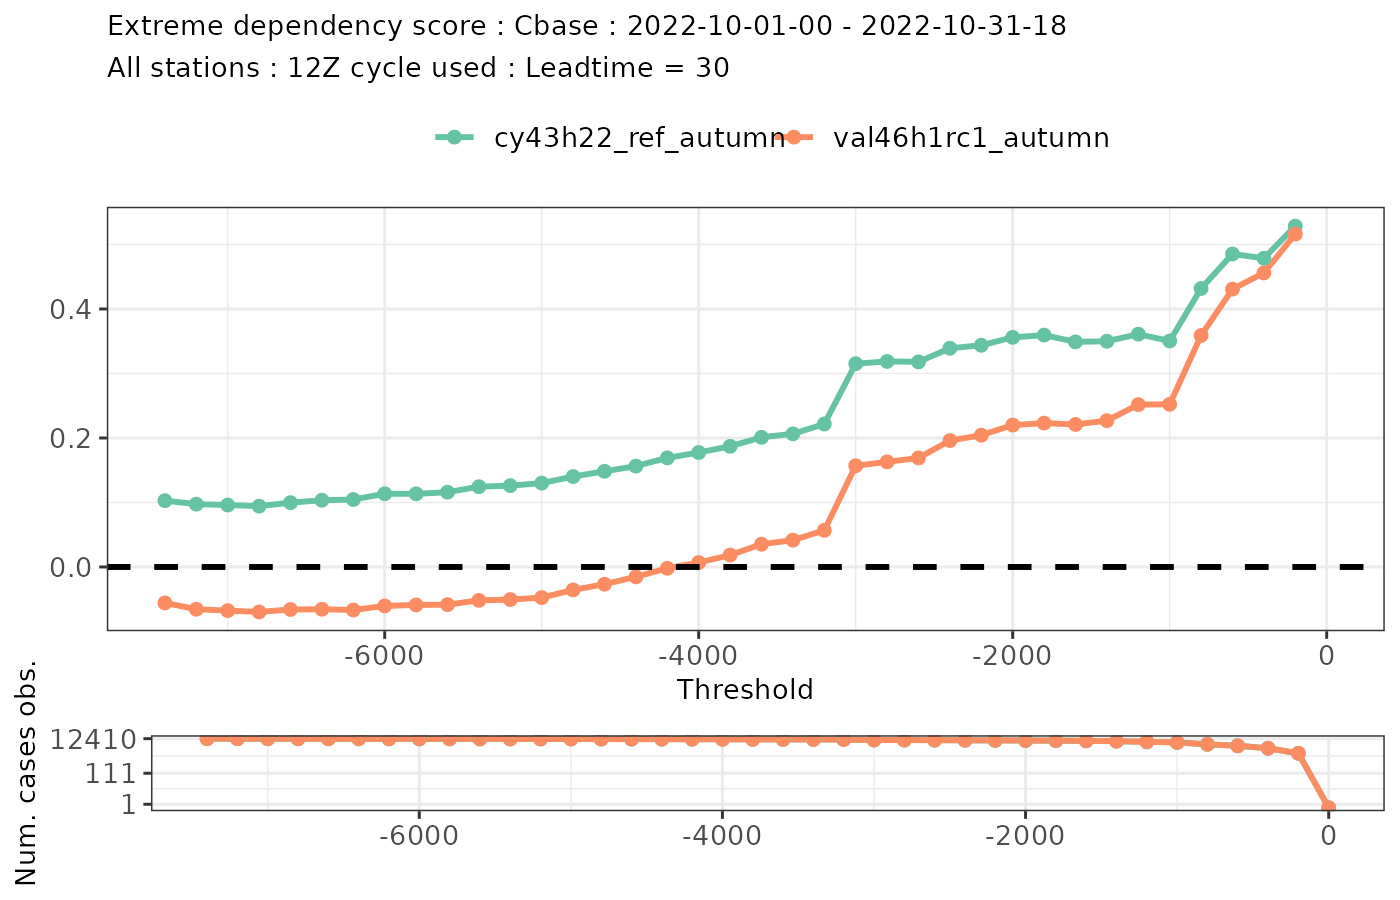 Extreme dependency score : Cbase : 2022-10-01-00 - 2022-10-31-18
All stations : 12Z cycle used : Leadtime = 30
cy43h22_ref_autumn val46h1rc1_autumn
0.4
0.2
0.0
-6000 -4000 -2000 0
Threshold
Num. cases obs.
12410
111
1
-6000 -4000 -2000 0